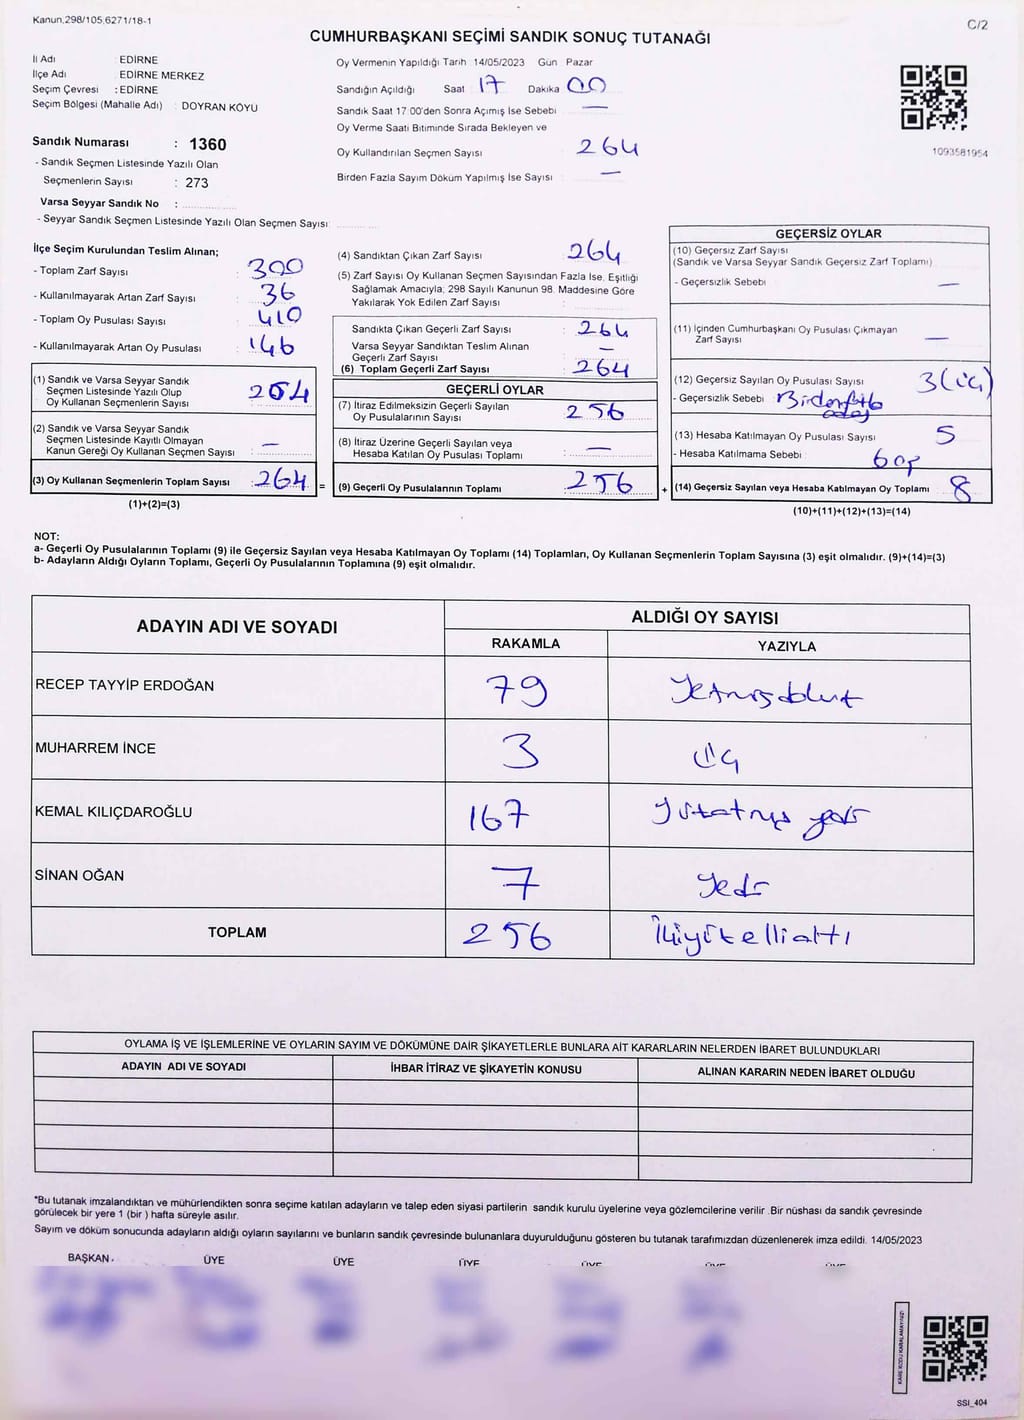 Kanun,298/105,6271/18-1
C/2
CUMHURBAŞKANI SEÇİMİ SANDIK SONUÇ TUTANAĞI
İl Adı : EDİRNE
İlçe Adı : EDİRNE MERKEZ
Seçim Çevresi : EDİRNE
Seçim Bölgesi (Mahalle Adı) : DOYRAN KÖYÜ
Sandık Numarası : 1360
- Sandık Seçmen Listesinde Yazılı Olan
Seçmenlerin Sayısı : 273
Varsa Seyyar Sandık No :
- Seyyar Sandık Seçmen Listesinde Yazılı Olan Seçmen Sayısı:
Oy Vermenin Yapıldığı Tarih 14/05/2023 Gün Pazar
Sandığın Açıldığı Saat 17 Dakika 00
Sandık Saat 17:00'den Sonra Açımış İse Sebebi —
Oy Verme Saati Bitiminde Sırada Bekleyen ve
Oy Kullandırılan Seçmen Sayısı 264
Birden Fazla Sayım Döküm Yapılmış İse Sayısı —
1093581954
İlçe Seçim Kurulundan Teslim Alınan;
- Toplam Zarf Sayısı : 300
- Kullanılmayarak Artan Zarf Sayısı : 36
- Toplam Oy Pusulası Sayısı : 410
- Kullanılmayarak Artan Oy Pusulası : 146
(1) Sandık ve Varsa Seyyar Sandık
Seçmen Listesinde Yazılı Olup
Oy Kullanan Seçmenlerin Sayısı : 264
(2) Sandık ve Varsa Seyyar Sandık
Seçmen Listesinde Kayıtlı Olmayan
Kanun Gereği Oy Kullanan Seçmen Sayısı : —
(3) Oy Kullanan Seçmenlerin Toplam Sayısı : 264 =
(1)+(2)=(3)
(4) Sandıktan Çıkan Zarf Sayısı : 264
(5) Zarf Sayısı Oy Kullanan Seçmen Sayısından Fazla İse, Eşitliği
Sağlamak Amacıyla, 298 Sayılı Kanunun 98. Maddesine Göre
Yakılarak Yok Edilen Zarf Sayısı :
Sandıkta Çıkan Geçerli Zarf Sayısı : 264
Varsa Seyyar Sandıktan Teslim Alınan
Geçerli Zarf Sayısı : —
(6) Toplam Geçerli Zarf Sayısı : 264
GEÇERLİ OYLAR
(7) İtiraz Edilmeksizin Geçerli Sayılan
Oy Pusulalarının Sayısı : 256
(8) İtiraz Üzerine Geçerli Sayılan veya
Hesaba Katılan Oy Pusulası Toplamı : —
(9) Geçerli Oy Pusulalarının Toplamı : 256 +
GEÇERSİZ OYLAR
(10) Geçersiz Zarf Sayısı
(Sandık ve Varsa Seyyar Sandık Geçersiz Zarf Toplamı)
- Geçersizlik Sebebi —
(11) İçinden Cumhurbaşkanı Oy Pusulası Çıkmayan
Zarf Sayısı —
(12) Geçersiz Sayılan Oy Pusulası Sayısı 3 (üç)
- Geçersizlik Sebebi Birden fazla
aday
(13) Hesaba Katılmayan Oy Pusulası Sayısı 5
- Hesaba Katılmama Sebebi boş
(14) Geçersiz Sayılan veya Hesaba Katılmayan Oy Toplamı 8
(10)+(11)+(12)+(13)=(14)
NOT:
a- Geçerli Oy Pusulalarının Toplamı (9) ile Geçersiz Sayılan veya Hesaba Katılmayan Oy Toplamı (14) Toplamları, Oy Kullanan Seçmenlerin Toplam Sayısına (3) eşit olmalıdır. (9)+(14)=(3)
b- Adayların Aldığı Oyların Toplamı, Geçerli Oy Pusulalarının Toplamına (9) eşit olmalıdır.
ADAYIN ADI VE SOYADI
ALDIĞI OY SAYISI
RAKAMLA YAZIYLA
RECEP TAYYİP ERDOĞAN 79 Yetmişdokuz
MUHARREM İNCE 3 üç
KEMAL KILIÇDAROĞLU 167 Yüzatmış yedi
SİNAN OĞAN 7 Yedi
TOPLAM 256 İkiyüzelli altı
OYLAMA İŞ VE İŞLEMLERİNE VE OYLARIN SAYIM VE DÖKÜMÜNE DAİR ŞİKAYETLERLE BUNLARA AİT KARARLARIN NELERDEN İBARET BULUNDUKLARI
ADAYIN ADI VE SOYADI İHBAR İTİRAZ VE ŞİKAYETİN KONUSU ALINAN KARARIN NEDEN İBARET OLDUĞU
*Bu tutanak imzalandıktan ve mühürlendikten sonra seçime katılan adayların ve talep eden siyasi partilerin sandık kurulu üyelerine veya gözlemcilerine verilir .Bir nüshası da sandık çevresinde
görülecek bir yere 1 (bir ) hafta süreyle asılır.
Sayım ve döküm sonucunda adayların aldığı oyların sayılarını ve bunların sandık çevresinde bulunanlara duyurulduğunu gösteren bu tutanak tarafımızdan düzenlenerek imza edildi. 14/05/2023
BAŞKAN ÜYE ÜYE ÜYE ÜYE ÜYE ÜYE
KARE KODU KARALAMAYINIZ!
SSI_404